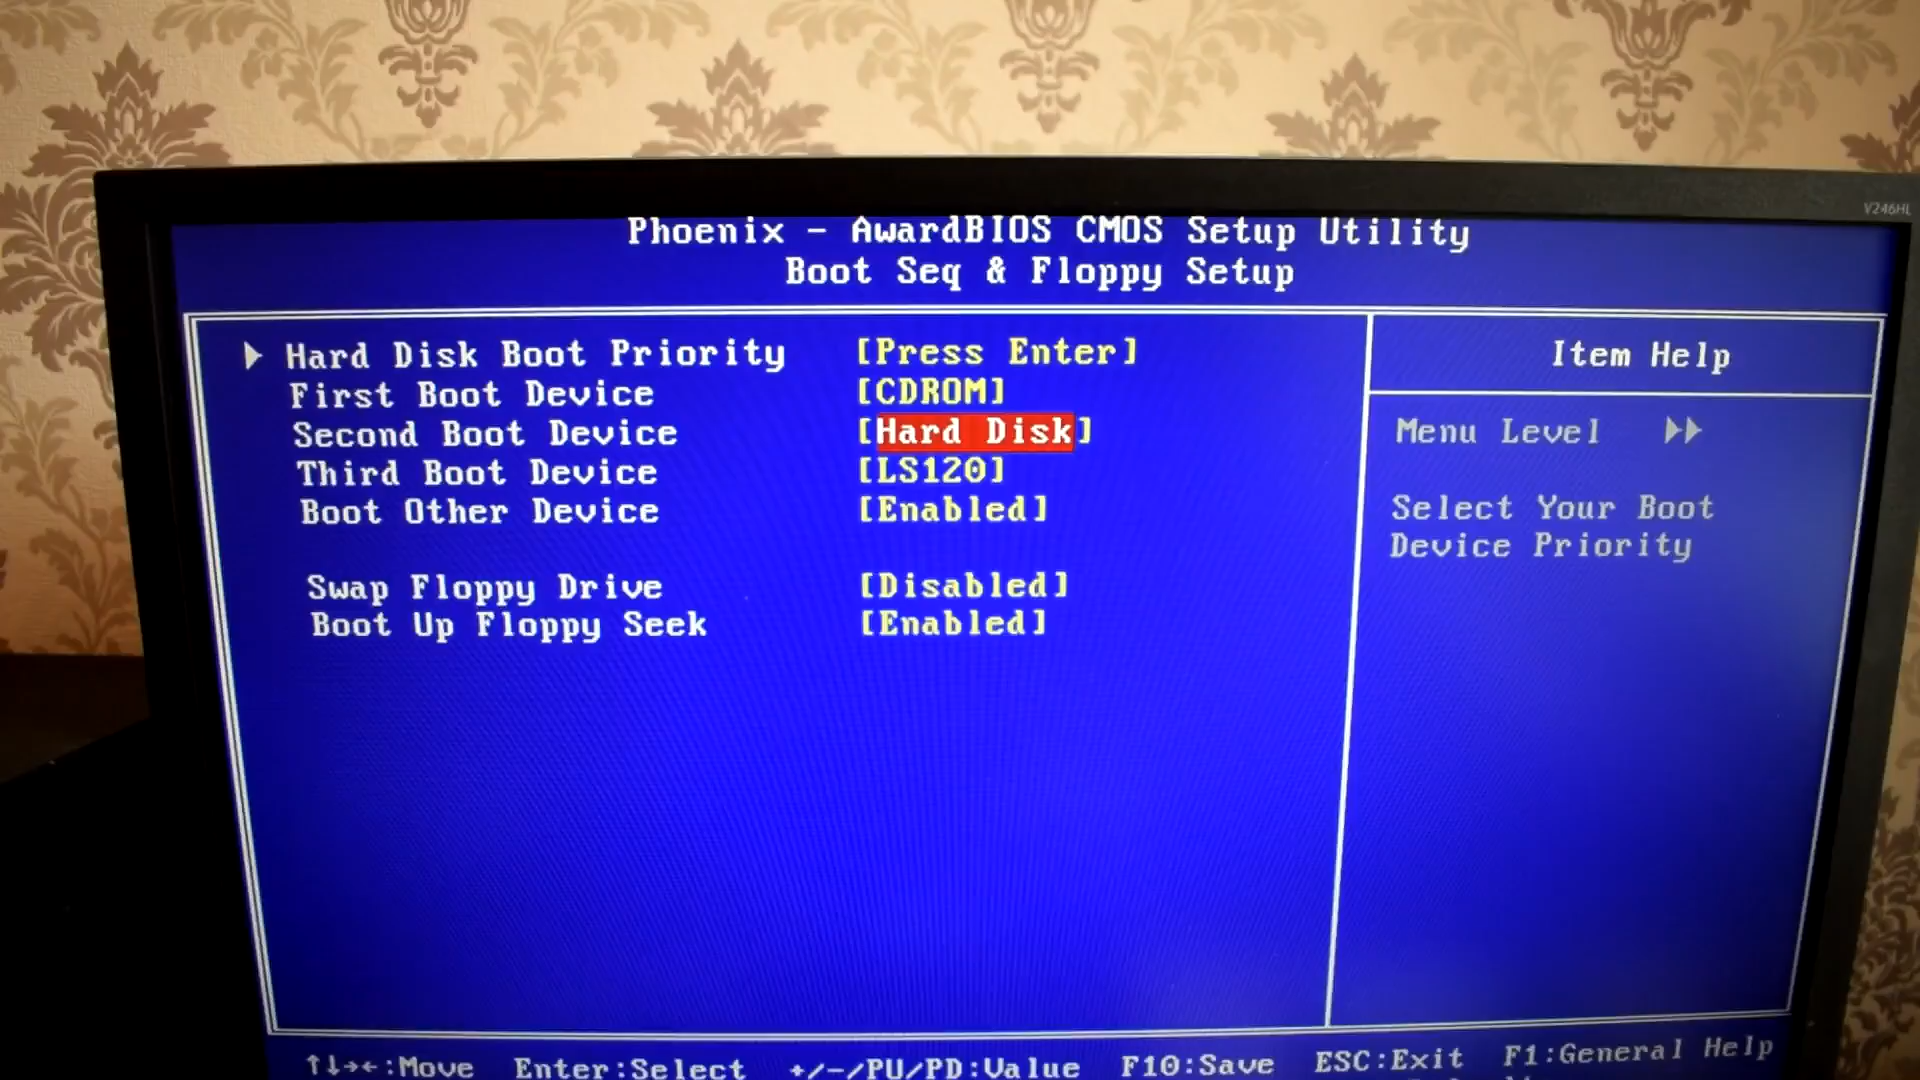 V246HL
Phoenix - AwardBIOS CMOS Setup Utility
Boot Seq & Floppy Setup
Hard Disk Boot Priority [Press Enter]
First Boot Device [CDROM]
Second Boot Device [Hard Disk]
Third Boot Device [LS120]
Boot Other Device [Enabled]
Swap Floppy Drive [Disabled]
Boot Up Floppy Seek [Enabled]
Item Help
Menu Level
Select Your Boot
Device Priority
↑↓→←:Move Enter:Select +/-/PU/PD:Value F10:Save ESC:Exit F1:General Help